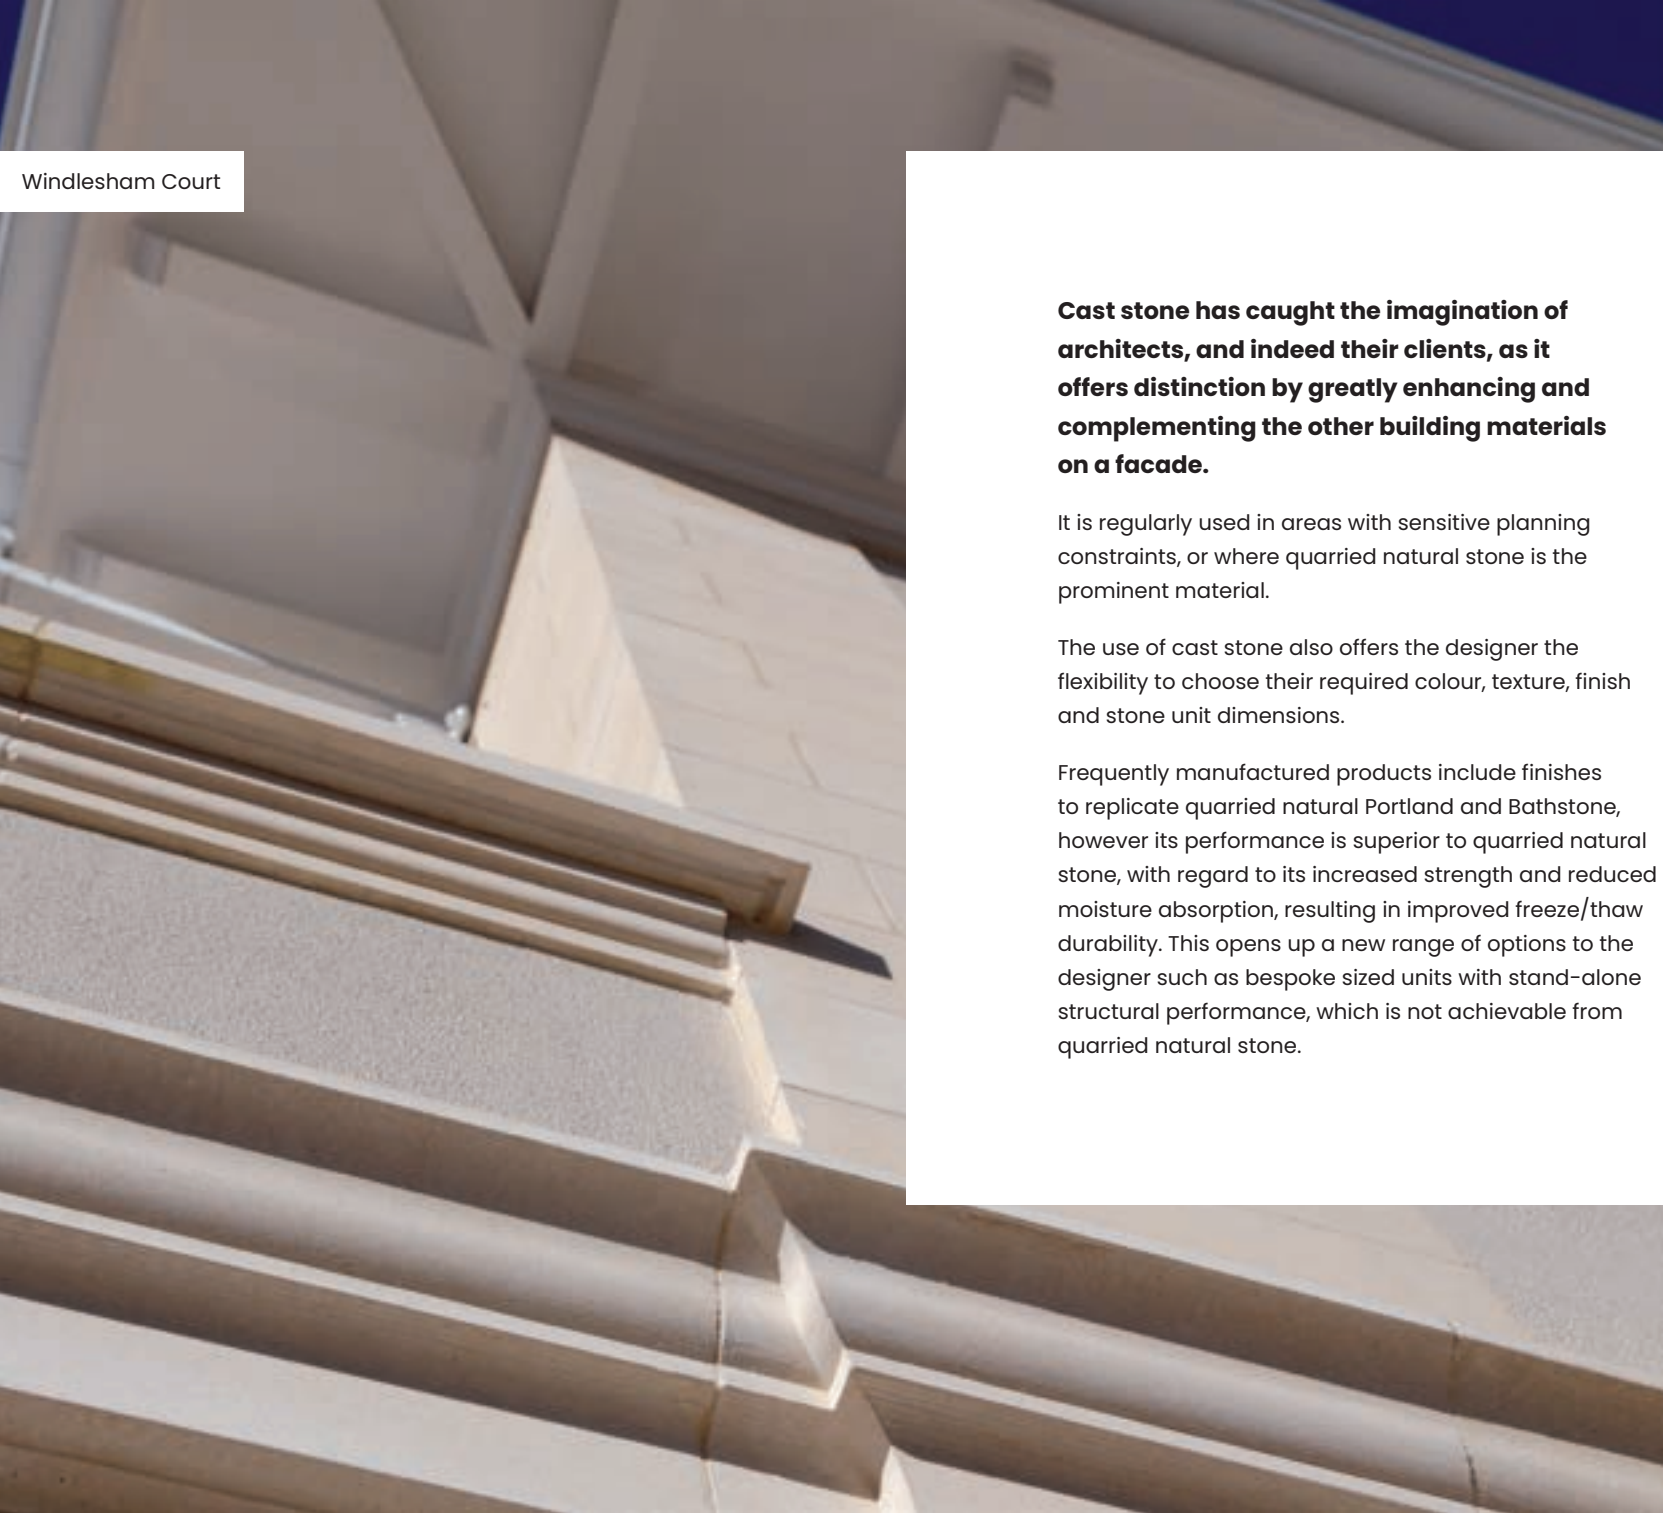 Windlesham Court
Cast stone has caught the imagination of
architects, and indeed their clients, as it
offers distinction by greatly enhancing and
complementing the other building materials
on a facade.
It is regularly used in areas with sensitive planning
constraints, or where quarried natural stone is the
prominent material.
The use of cast stone also offers the designer the
flexibility to choose their required colour, texture, finish
and stone unit dimensions.
Frequently manufactured products include finishes
to replicate quarried natural Portland and Bathstone,
however its performance is superior to quarried natural
stone, with regard to its increased strength and reduced
moisture absorption, resulting in improved freeze/thaw
durability. This opens up a new range of options to the
designer such as bespoke sized units with stand-alone
structural performance, which is not achievable from
quarried natural stone.